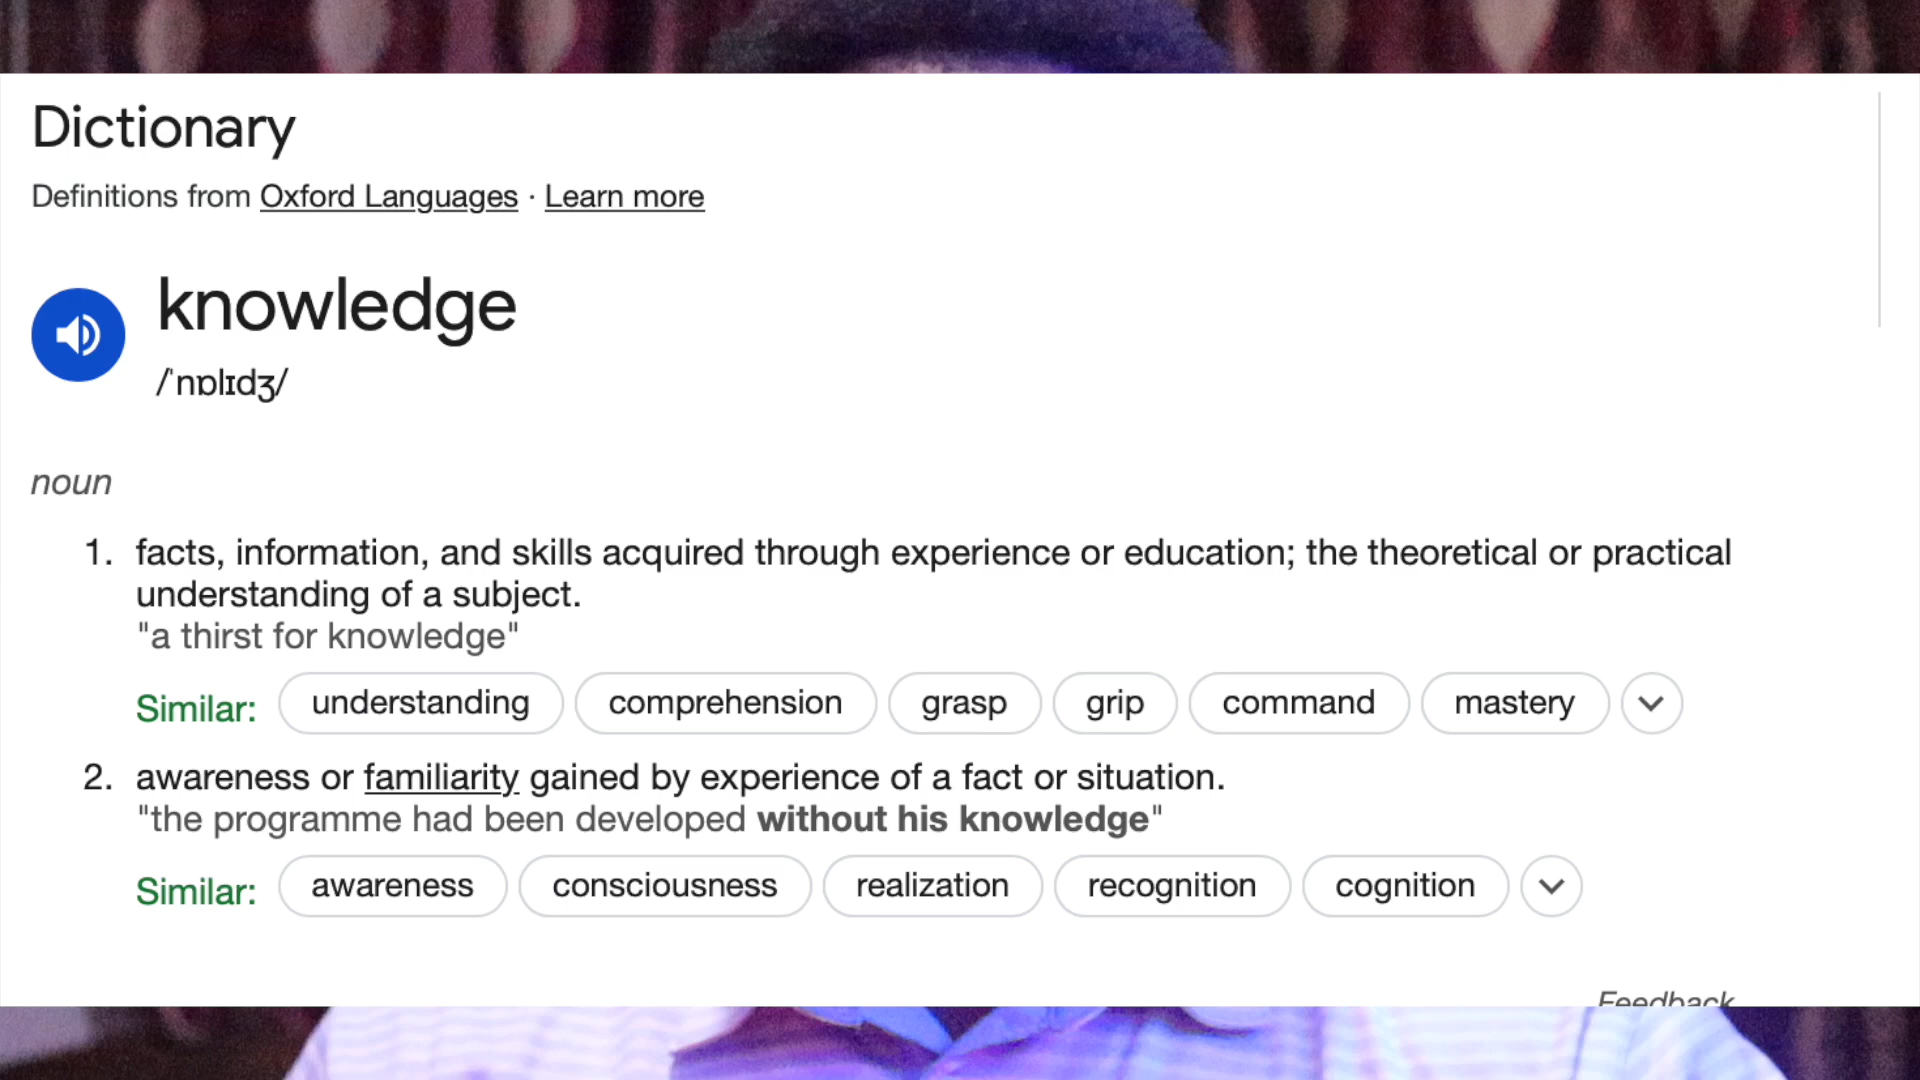 Dictionary
Definitions from Oxford Languages · Learn more
knowledge
/ˈnɒlɪdʒ/
noun
1. facts, information, and skills acquired through experience or education; the theoretical or practical
understanding of a subject.
"a thirst for knowledge"
Similar: understanding comprehension grasp grip command mastery
2. awareness or familiarity gained by experience of a fact or situation.
"the programme had been developed without his knowledge"
Similar: awareness consciousness realization recognition cognition
Feedback